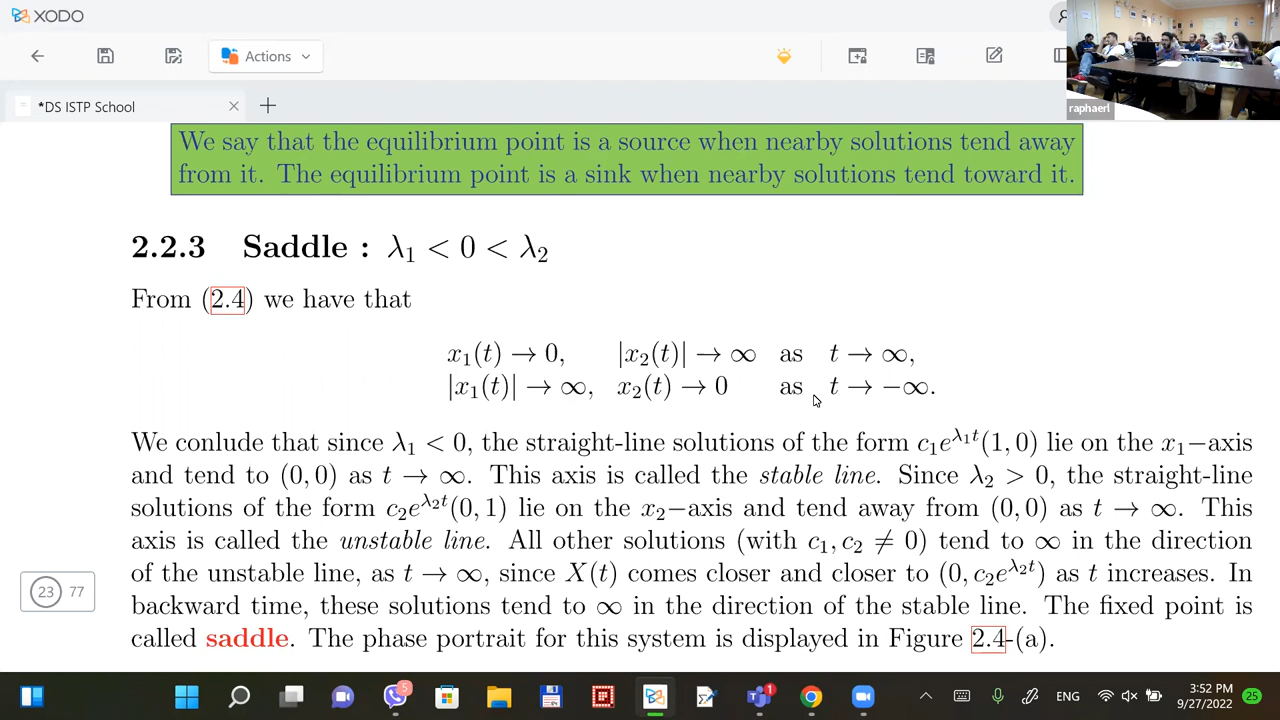 XODO
Actions
raphaerl
*DS ISTP School
We say that the equilibrium point is a source when nearby solutions tend away
from it. The equilibrium point is a sink when nearby solutions tend toward it.
2.2.3 Saddle : λ₁ < 0 < λ₂
From (2.4) we have that
x₁(t) → 0, |x₂(t)| → ∞ as t → ∞,
|x₁(t)| → ∞, x₂(t) → 0 as t → −∞.
We conlude that since λ₁ < 0, the straight-line solutions of the form c₁e^{λ₁t}(1, 0) lie on the x₁−axis
and tend to (0, 0) as t → ∞. This axis is called the stable line. Since λ₂ > 0, the straight-line
solutions of the form c₂e^{λ₂t}(0, 1) lie on the x₂−axis and tend away from (0, 0) as t → ∞. This
axis is called the unstable line. All other solutions (with c₁, c₂ ≠ 0) tend to ∞ in the direction
of the unstable line, as t → ∞, since X(t) comes closer and closer to (0, c₂e^{λ₂t}) as t increases. In
backward time, these solutions tend to ∞ in the direction of the stable line. The fixed point is
called saddle. The phase portrait for this system is displayed in Figure 2.4-(a).
23 77
5
1
ENG
3:52 PM
9/27/2022
25